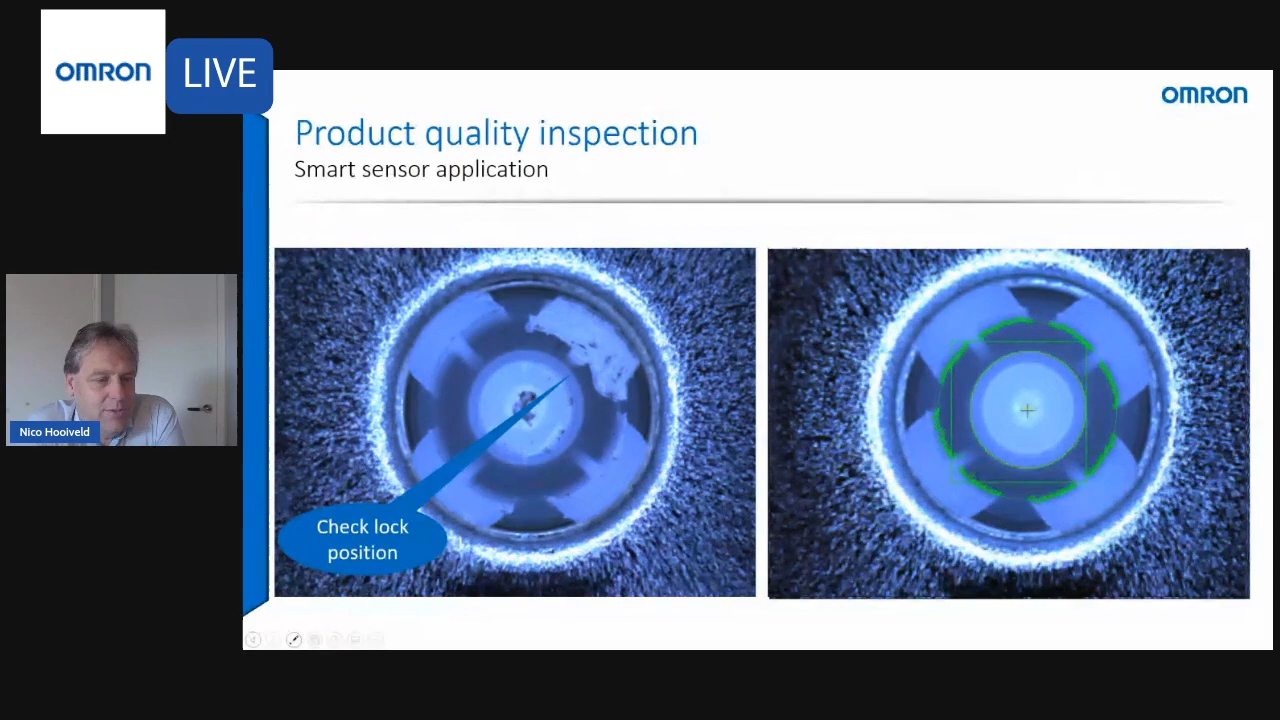 OMRON
LIVE
OMRON
Product quality inspection
Smart sensor application
Nico Hooiveld
Check lock
position